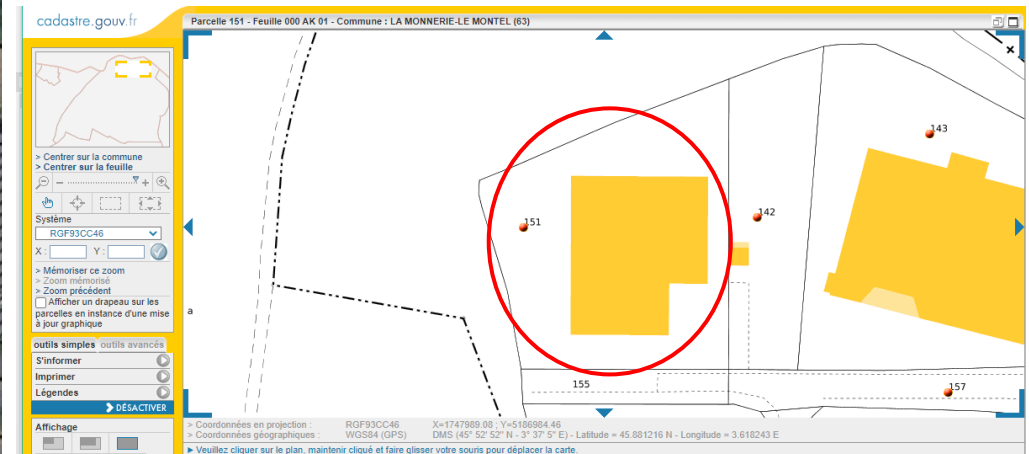 cadastre.gouv.fr
Parcelle 151 - Feuille 000 AK 01 - Commune : LA MONNERIE-LE MONTEL (63)
> Centrer sur la commune
> Centrer sur la feuille
Système
RGF93CC46
X : Y :
> Mémoriser ce zoom
> Zoom mémorisé
> Zoom précédent
Afficher un drapeau sur les
parcelles en instance d'une mise
à jour graphique
outils simples outils avancés
S'informer
Imprimer
Légendes
DÉSACTIVER
Affichage
143
151
142
a
155
157
> Coordonnées en projection : RGF93CC46 X=1747989.08 ; Y=5186984.46
> Coordonnées géographiques : WGS84 (GPS) DMS (45° 52' 52" N - 3° 37' 5" E) - Latitude = 45.881216 N - Longitude = 3.618243 E
Veuillez cliquer sur le plan, maintenir cliqué et faire glisser votre souris pour déplacer la carte.